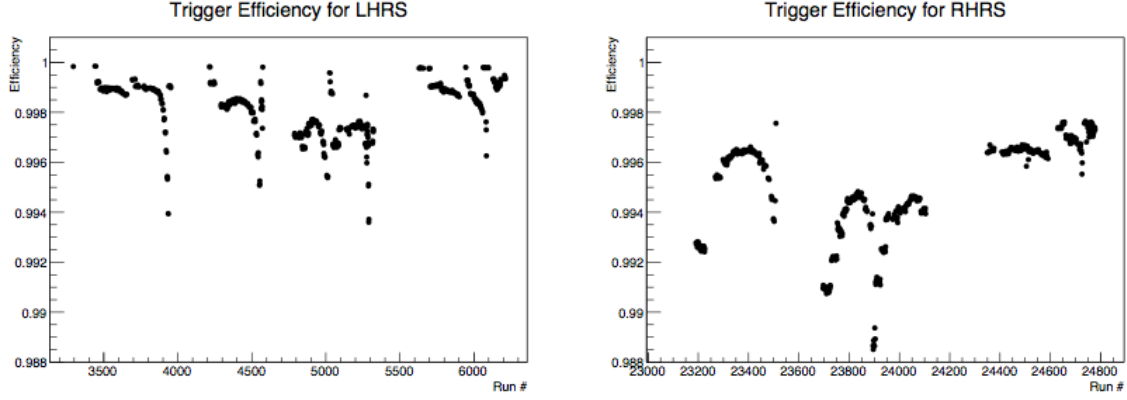 Trigger Efficiency for LHRS
Efficiency
1
0.998
0.996
0.994
0.992
0.99
0.988
3500 4000 4500 5000 5500 6000
Run #
Trigger Efficiency for RHRS
Efficiency
1
0.998
0.996
0.994
0.992
0.99
0.988
23000 23200 23400 23600 23800 24000 24200 24400 24600 24800
Run #